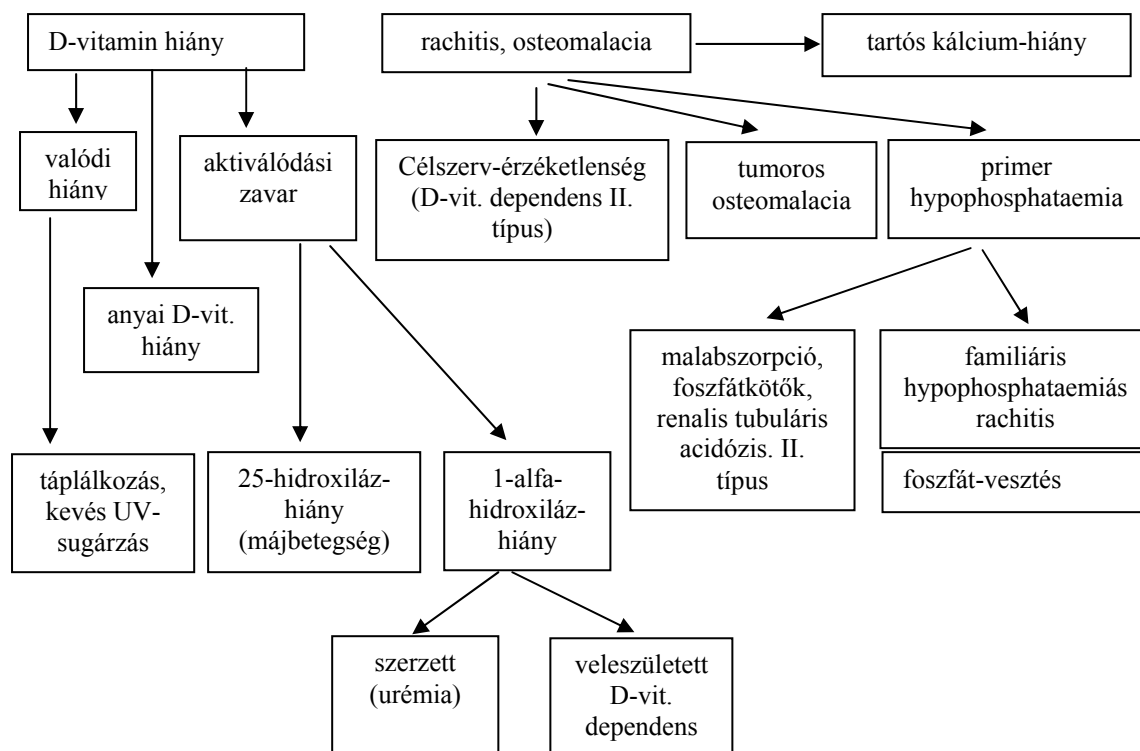 D-vitamin hiány
rachitis, osteomalacia
tartós kálcium-hiány
valódi
hiány
aktiválódási
zavar
Célszerv-érzéketlenség
(D-vit. dependens II.
típus)
tumoros
osteomalacia
primer
hypophosphataemia
anyai D-vit.
hiány
malabszorpció,
foszfátkötők,
renalis tubuláris
acidózis. II.
típus
familiáris
hypophosphataemiás
rachitis
foszfát-vesztés
táplálkozás,
kevés UV-
sugárzás
25-hidroxiláz-
hiány
(májbetegség)
1-alfa-
hidroxiláz-
hiány
szerzett
(urémia)
veleszületett
D-vit.
dependens